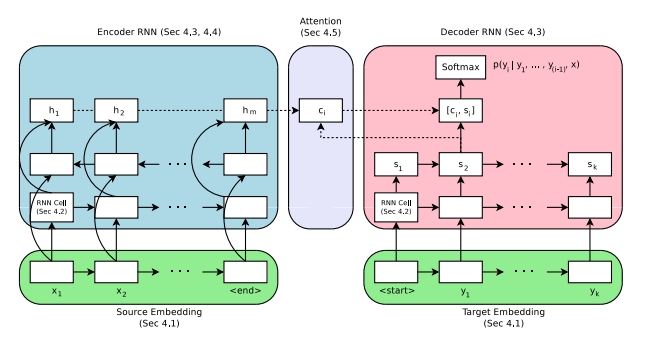 Encoder RNN (Sec 4,3, 4,4)
Attention
(Sec 4.5)
Decoder RNN (Sec 4,3)
Softmax
p(y_i | y_1, ... , y_(i-1), x)
h_1
h_2
h_m
c_i
[c_i, s_i]
. . .
s_1
s_2
. . .
s_k
RNN Cell
(Sec 4.2)
. . .
RNN Cell
(Sec 4.2)
. . .
. . .
. . .
x_1
x_2
<end>
<start>
y_1
y_k
Source Embedding
(Sec 4.1)
Target Embedding
(Sec 4.1)